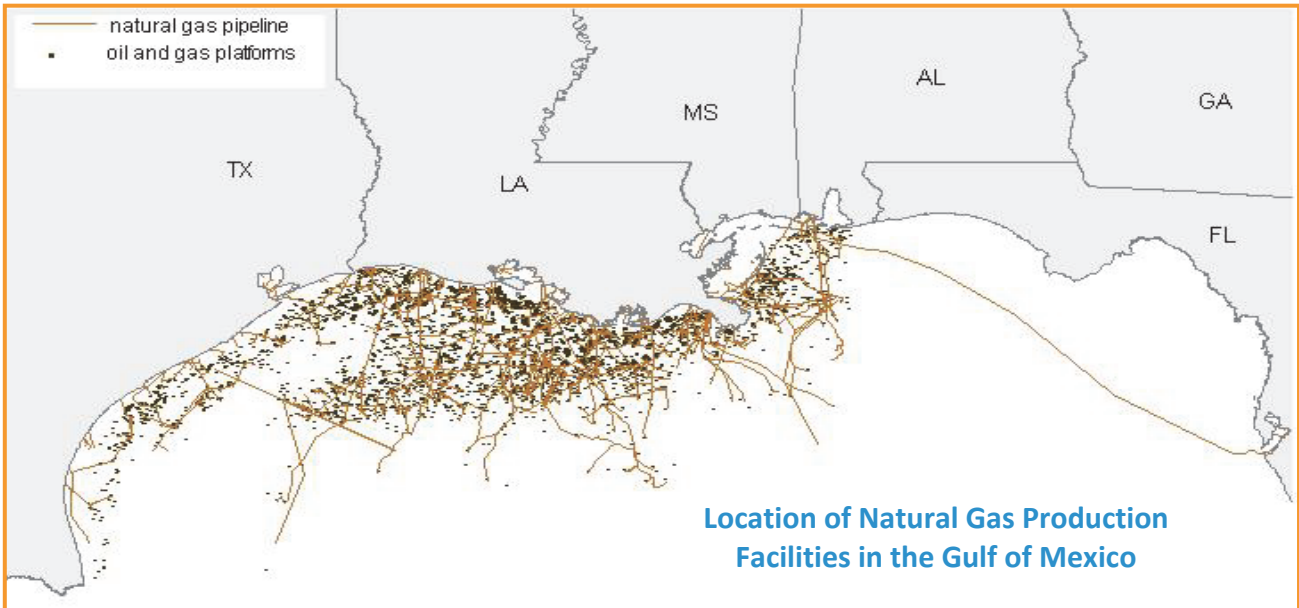 natural gas pipeline
oil and gas platforms
TX
LA
MS
AL
GA
FL
Location of Natural Gas Production
Facilities in the Gulf of Mexico